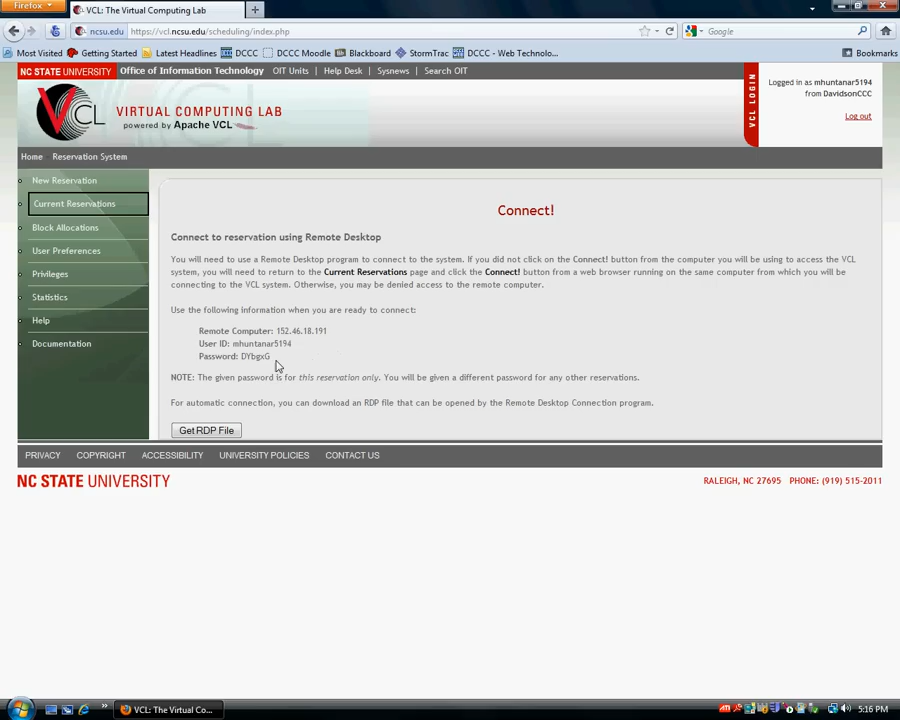 Firefox
VCL: The Virtual Computing Lab
ncsu.edu https://vcl.ncsu.edu/scheduling/index.php
Google
Most Visited Getting Started Latest Headlines DCCC DCCC Moodle Blackboard StormTrac DCCC - Web Technolo...
Bookmarks
NC STATE UNIVERSITY Office of Information Technology OIT Units Help Desk Sysnews Search OIT
VCL VIRTUAL COMPUTING LAB
powered by Apache VCL
VCL LOGIN
Logged in as mhuntanar5194
from DavidsonCCC
Log out
Home Reservation System
New Reservation
Current Reservations
Block Allocations
User Preferences
Privileges
Statistics
Help
Documentation
Connect!
Connect to reservation using Remote Desktop
You will need to use a Remote Desktop program to connect to the system. If you did not click on the Connect! button from the computer you will be using to access the VCL
system, you will need to return to the Current Reservations page and click the Connect! button from a web browser running on the same computer from which you will be
connecting to the VCL system. Otherwise, you may be denied access to the remote computer.
Use the following information when you are ready to connect:
Remote Computer: 152.46.18.191
User ID: mhuntanar5194
Password: DYbgxG
NOTE: The given password is for this reservation only. You will be given a different password for any other reservations.
For automatic connection, you can download an RDP file that can be opened by the Remote Desktop Connection program.
Get RDP File
PRIVACY COPYRIGHT ACCESSIBILITY UNIVERSITY POLICIES CONTACT US
NC STATE UNIVERSITY
RALEIGH, NC 27695 PHONE: (919) 515-2011
VCL: The Virtual Co...
5:16 PM